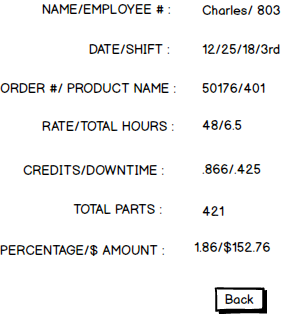 NAME/EMPLOYEE # : Charles/ 803
DATE/SHIFT : 12/25/18/3rd
ORDER #/ PRODUCT NAME : 50176/401
RATE/TOTAL HOURS : 48/6.5
CREDITS/DOWNTIME : .866/.425
TOTAL PARTS : 421
PERCENTAGE/$ AMOUNT : 1.86/$152.76
Back